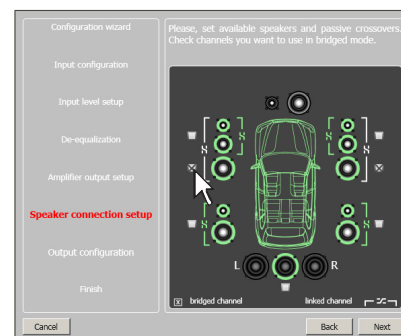 Configuration wizard
Input configuration
Input level setup
De-equalization
Amplifier output setup
Speaker connection setup
Output configuration
Finish
Please, set available speakers and passive crossovers.
Check channels you want to use in bridged mode.
L R
X bridged channel linked channel
Cancel Back Next